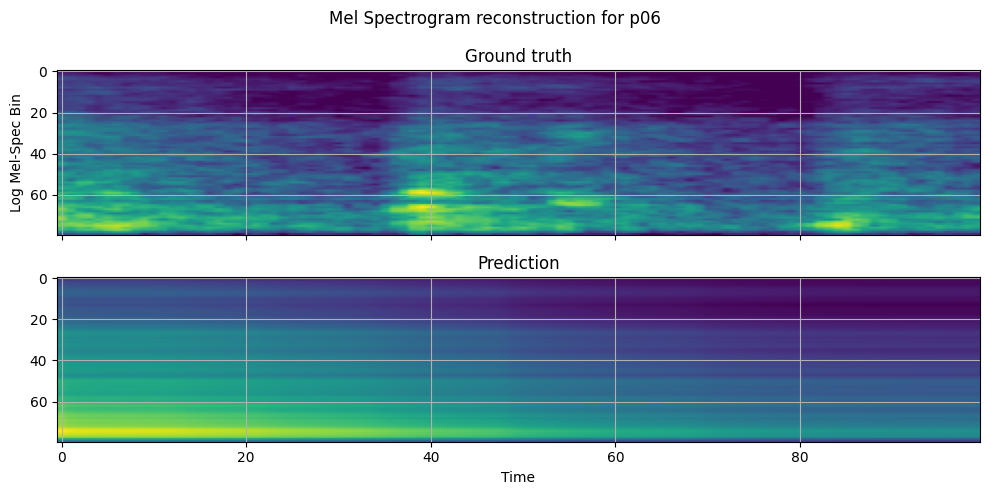 Mel Spectrogram reconstruction for p06
Ground truth
Log Mel-Spec Bin
0
20
40
60
Prediction
0
20
40
60
0 20 40 60 80
Time